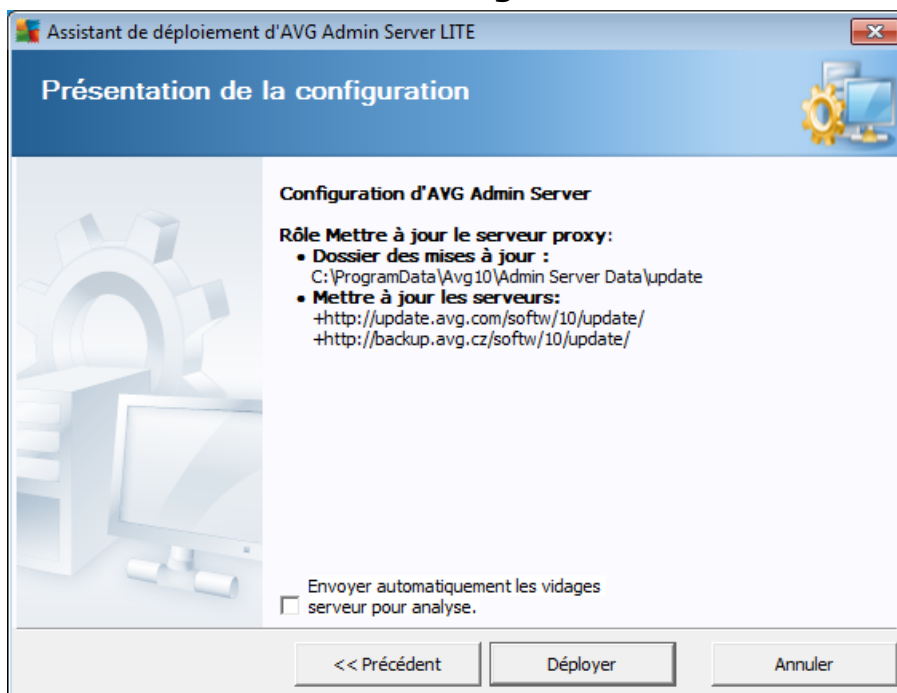 Assistant de déploiement d'AVG Admin Server LITE
Présentation de la configuration
Configuration d'AVG Admin Server
Rôle Mettre à jour le serveur proxy:
• Dossier des mises à jour :
C:\ProgramData\Avg10\Admin Server Data\update
• Mettre à jour les serveurs:
+http://update.avg.com/softw/10/update/
+http://backup.avg.cz/softw/10/update/
Envoyer automatiquement les vidages
serveur pour analyse.
<< Précédent
Déployer
Annuler